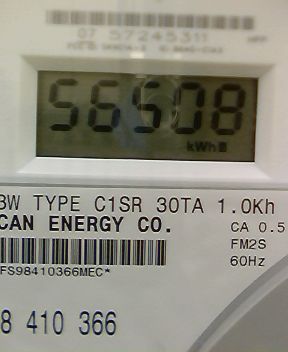 07 57245311
56508
kWh
3W TYPE C1SR 30TA 1.0Kh
CAN ENERGY CO.
CA 0.5
FM2S
60Hz
FS98410366MEC*
8 410 366